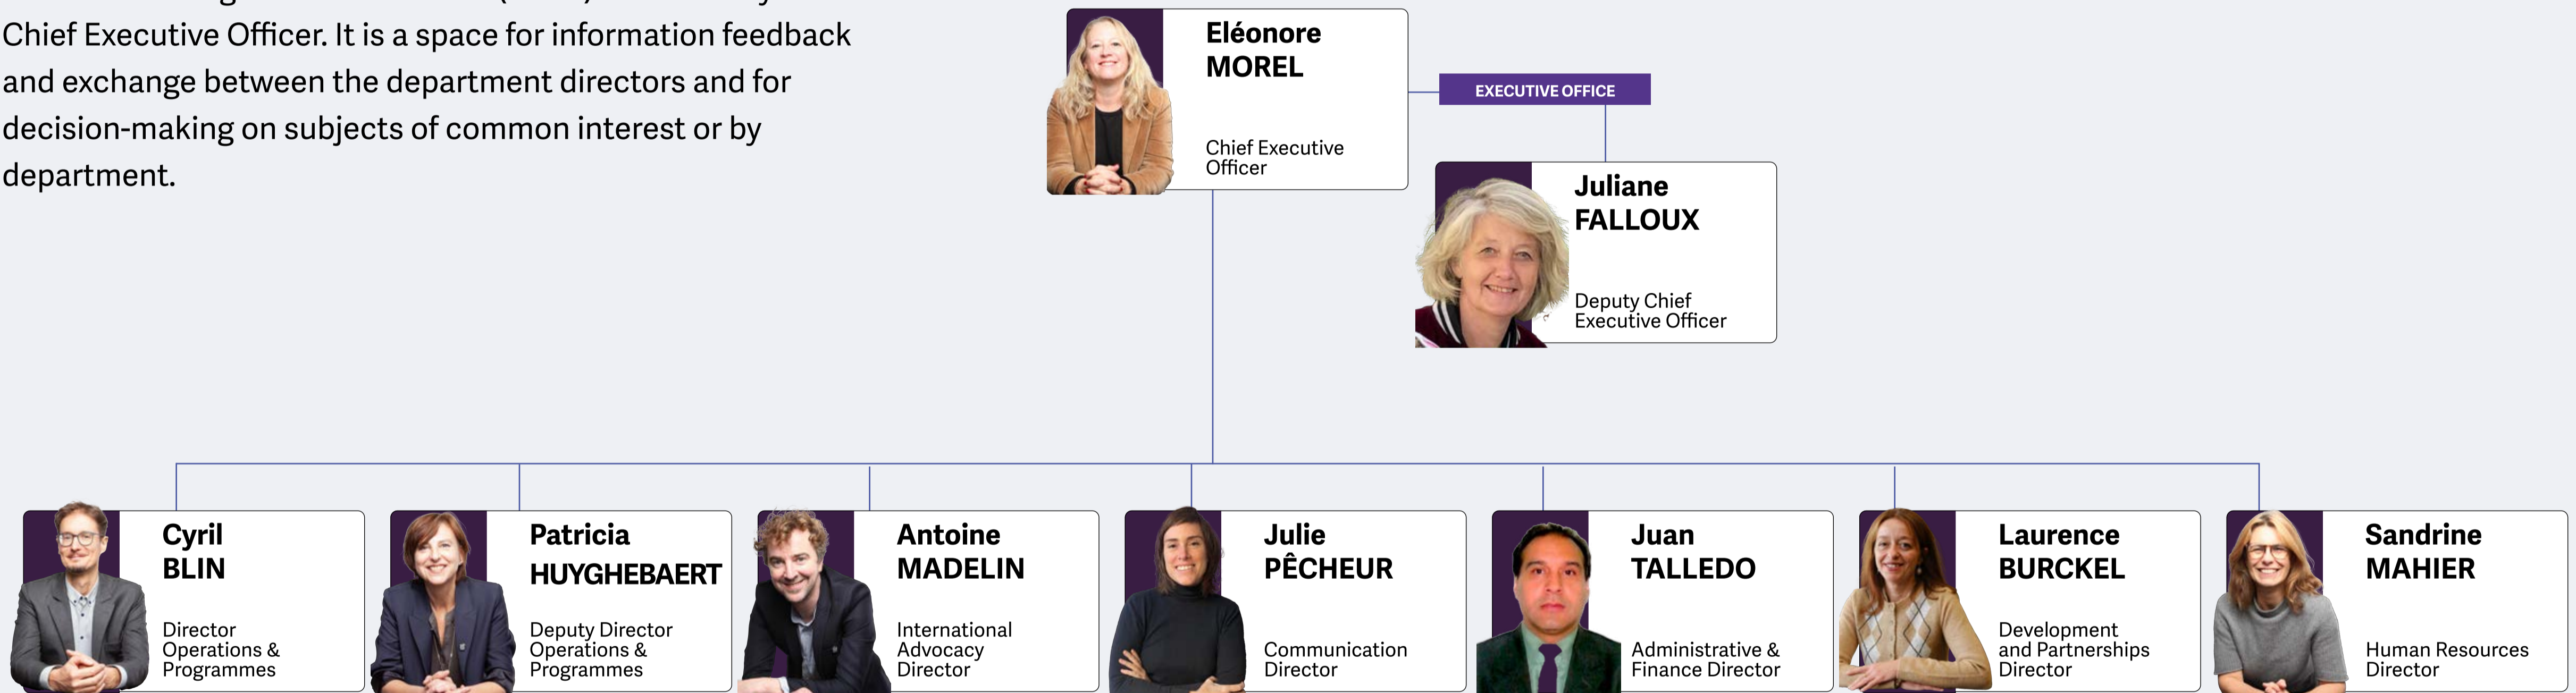 Chief Executive Officer. It is a space for information feedback
and exchange between the department directors and for
decision-making on subjects of common interest or by
department.
Eléonore
MOREL
Chief Executive
Officer
EXECUTIVE OFFICE
Juliane
FALLOUX
Deputy Chief
Executive Officer
Cyril
BLIN
Director
Operations &
Programmes
Patricia
HUYGHEBAERT
Deputy Director
Operations &
Programmes
Antoine
MADELIN
International
Advocacy
Director
Julie
PÊCHEUR
Communication
Director
Juan
TALLEDO
Administrative &
Finance Director
Laurence
BURCKEL
Development
and Partnerships
Director
Sandrine
MAHIER
Human Resources
Director